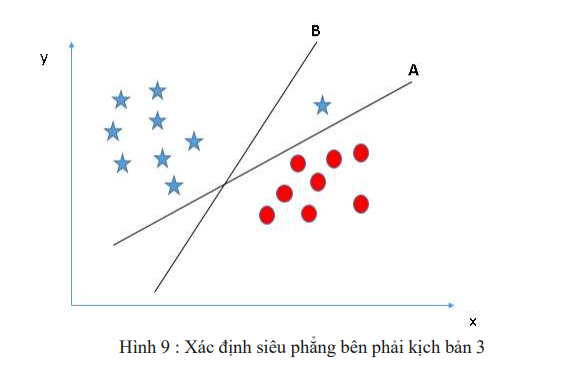 B
A
y
x
Hình 9 : Xác định siêu phẳng bên phải kịch bản 3